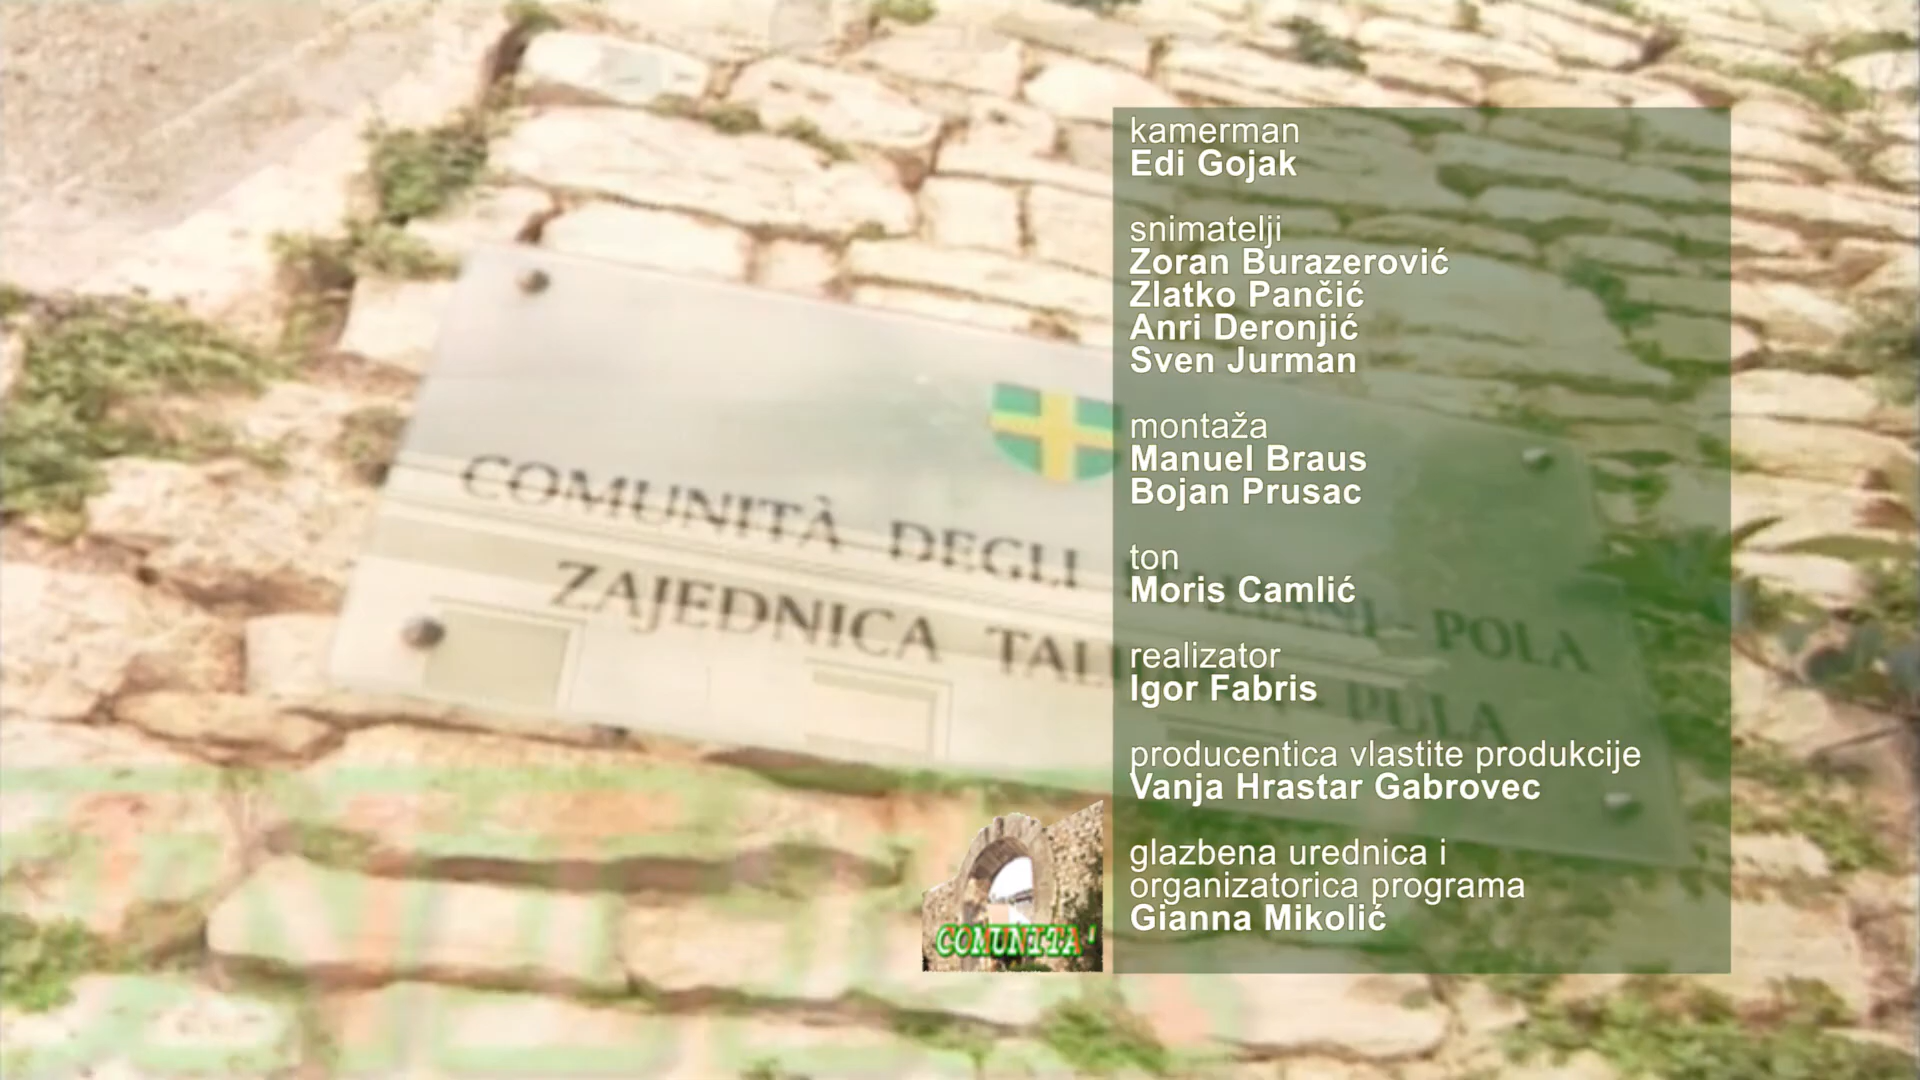 COMUNITÀ DEGLI ITALIANI - POLA
ZAJEDNICA TALIJANA - PULA
COMUNITA'
kamerman
Edi Gojak
snimatelji
Zoran Burazerović
Zlatko Pančić
Anri Deronjić
Sven Jurman
montaža
Manuel Braus
Bojan Prusac
ton
Moris Camlić
realizator
Igor Fabris
producentica vlastite produkcije
Vanja Hrastar Gabrovec
glazbena urednica i
organizatorica programa
Gianna Mikolić